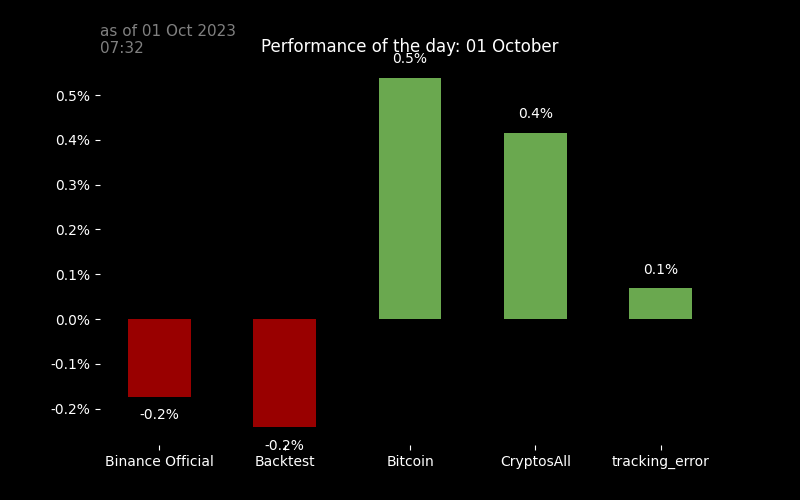 as of 01 Oct 2023
07:32
Performance of the day: 01 October
0.5%
0.4%
0.3%
0.2%
0.1%
0.0%
-0.1%
-0.2%
-0.2%
-0.2%
0.5%
0.4%
0.1%
Binance Official
Backtest
Bitcoin
CryptosAll
tracking_error